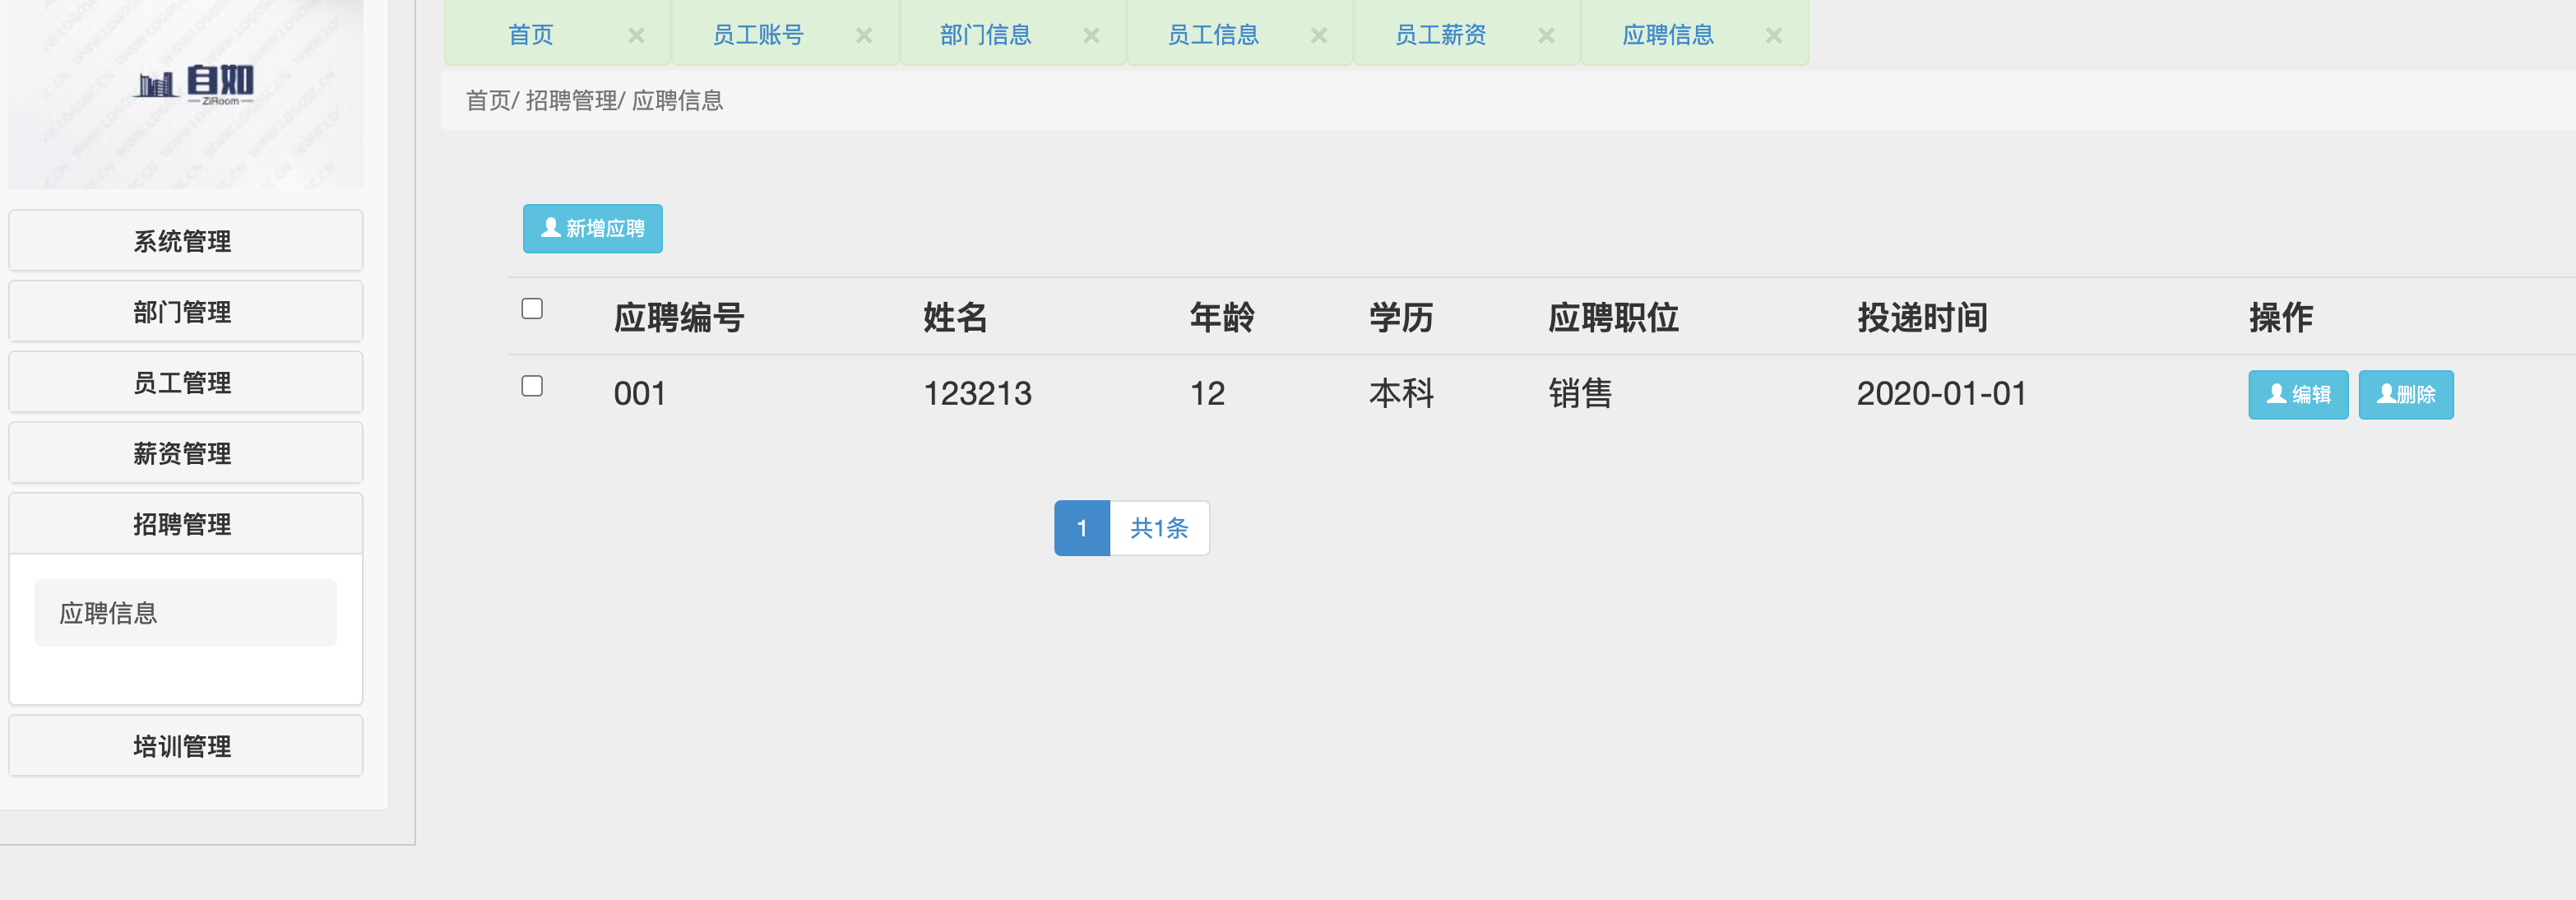 首页 × 员工账号 × 部门信息 × 员工信息 × 员工薪资 × 应聘信息 ×
首页/ 招聘管理/ 应聘信息
自如
ZiRoom
系统管理
部门管理
员工管理
薪资管理
招聘管理
应聘信息
培训管理
新增应聘
应聘编号 姓名 年龄 学历 应聘职位 投递时间 操作
001 123213 12 本科 销售 2020-01-01 编辑 删除
1 共1条